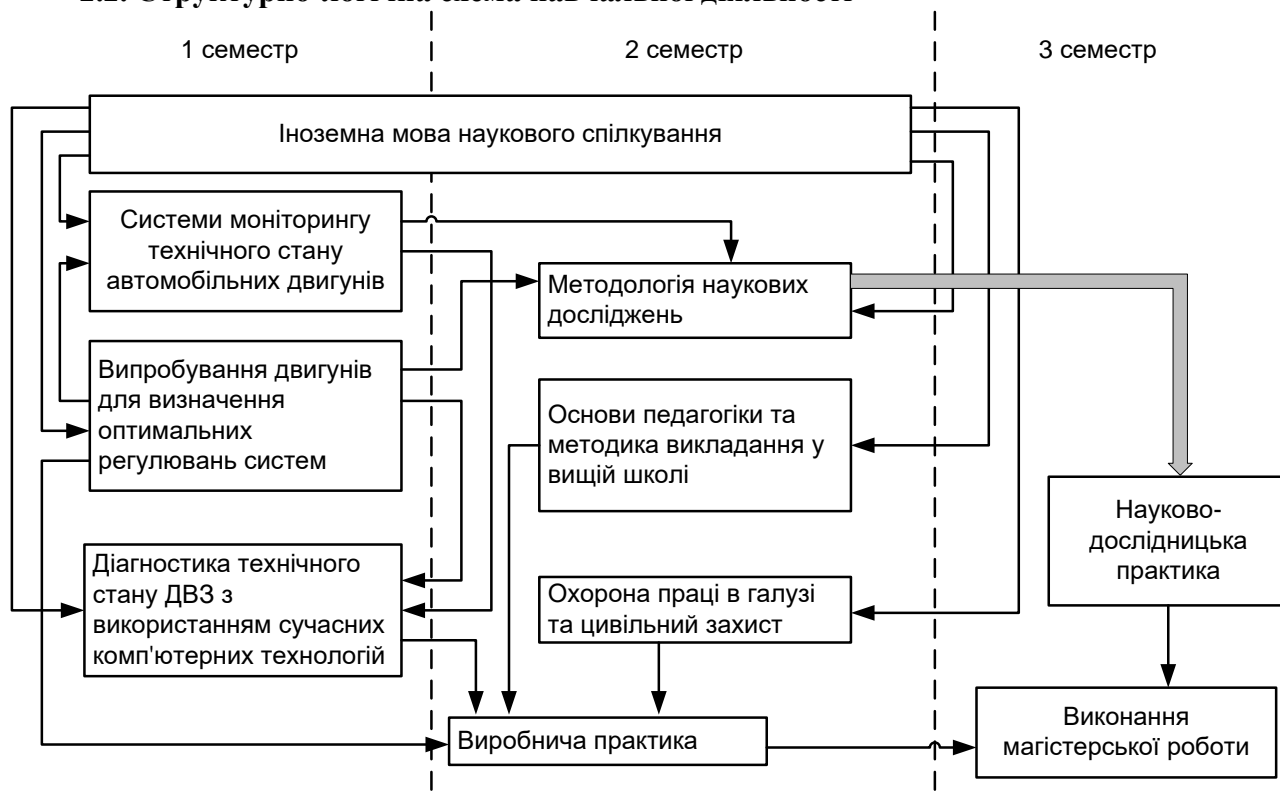 1 семестр
2 семестр
3 семестр
Іноземна мова наукового спілкування
Системи моніторингу
технічного стану
автомобільних двигунів
Методологія наукових
досліджень
Випробування двигунів
для визначення
оптимальних
регулювань систем
Основи педагогіки та
методика викладання у
вищій школі
Науково-
дослідницька
практика
Діагностика технічного
стану ДВЗ з
використанням сучасних
комп'ютерних технологій
Охорона праці в галузі
та цивільний захист
Виробнича практика
Виконання
магістерської роботи